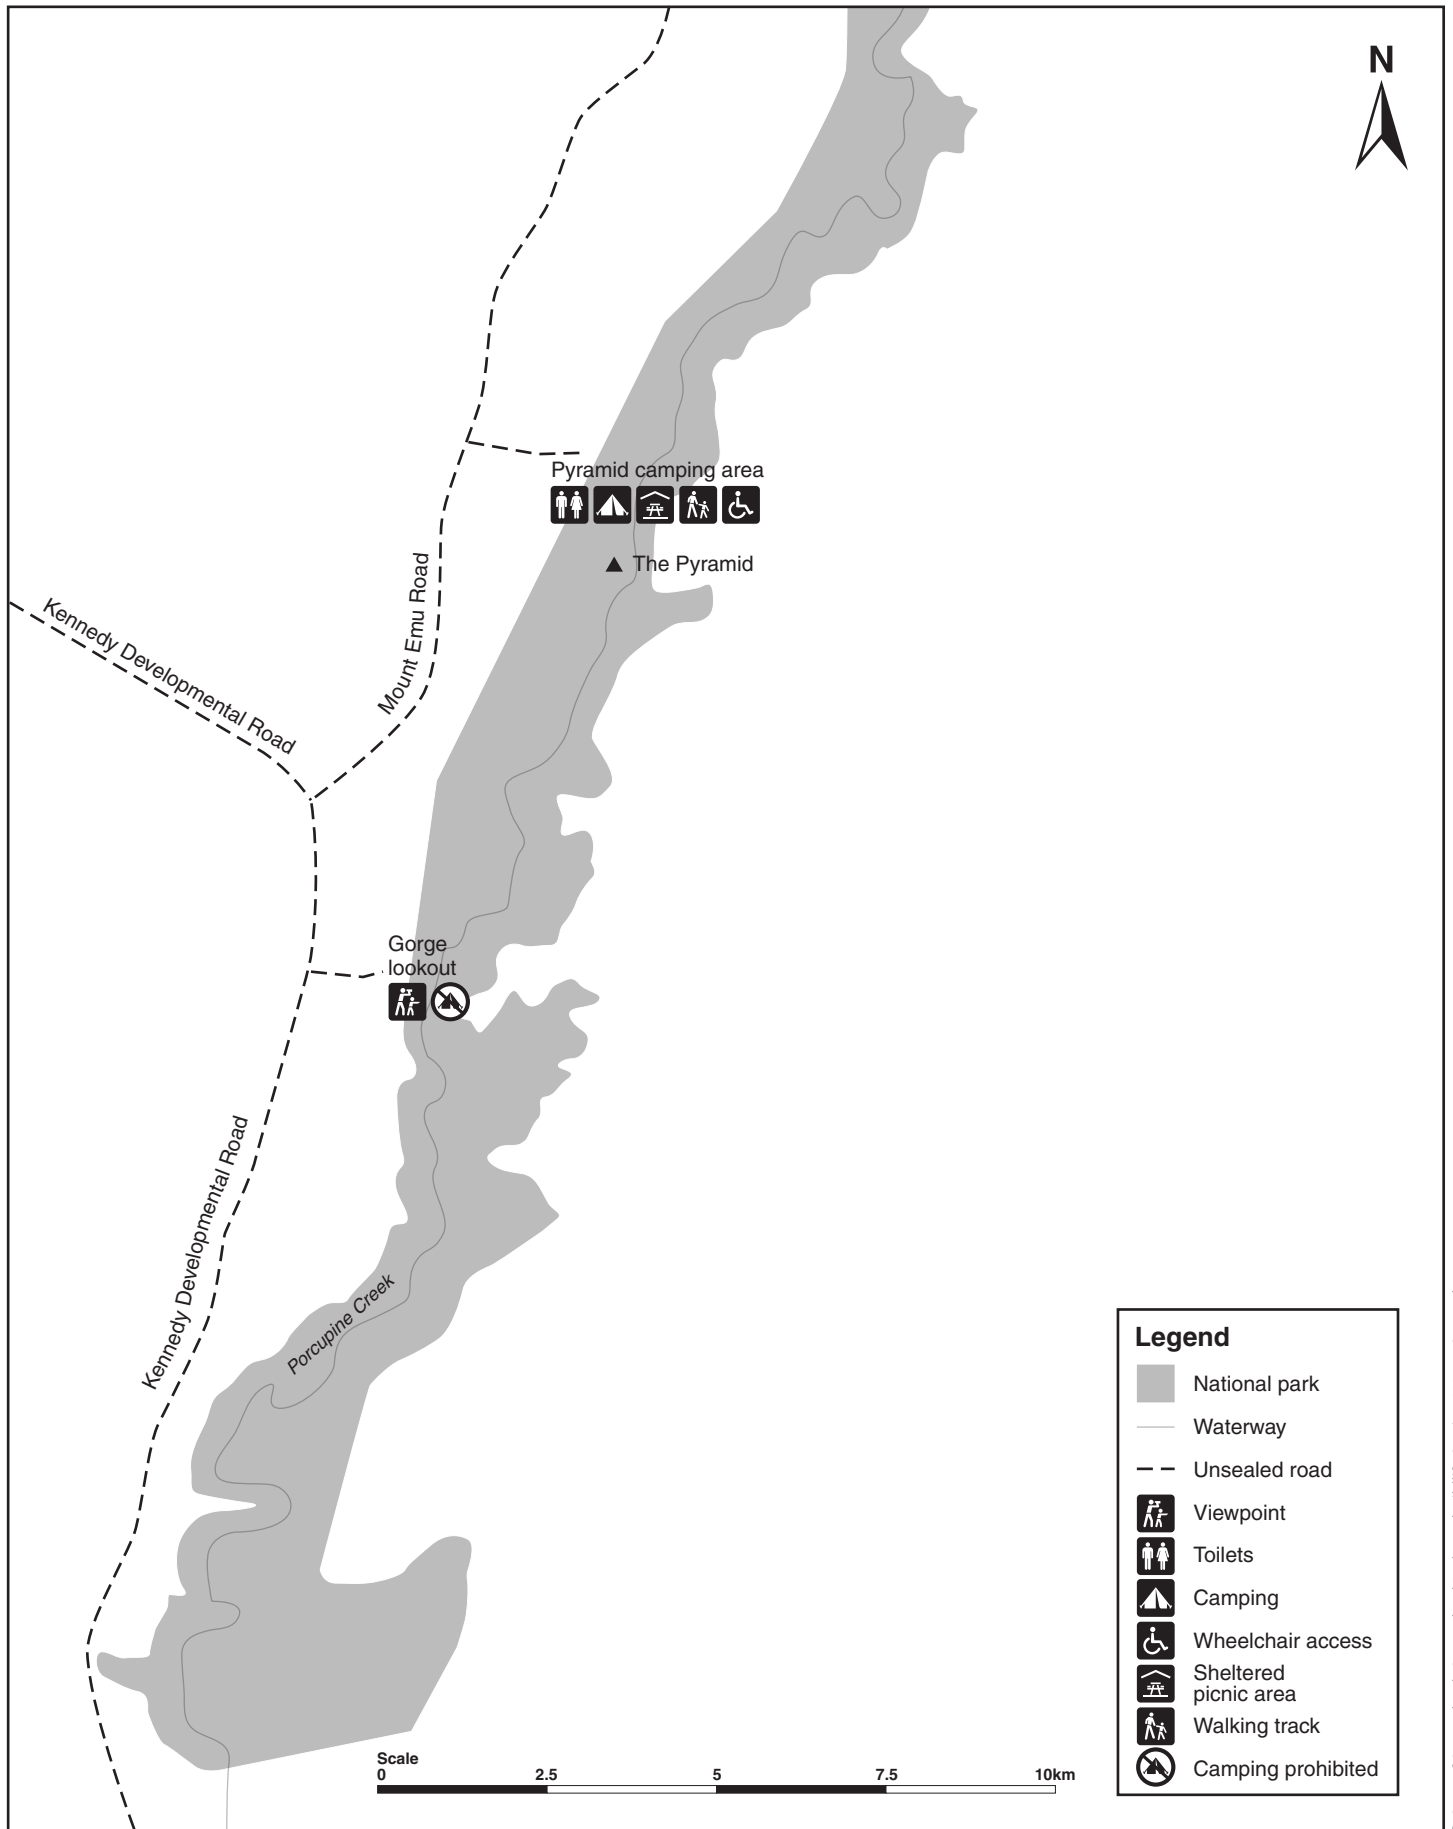 N
Pyramid camping area
The Pyramid
Mount Emu Road
Kennedy Developmental Road
Gorge
lookout
Kennedy Developmental Road
Porcupine Creek
Legend
National park
Waterway
Unsealed road
Viewpoint
Toilets
Camping
Wheelchair access
Sheltered
picnic area
Walking track
Camping prohibited
Scale
0 2.5 5 7.5 10km